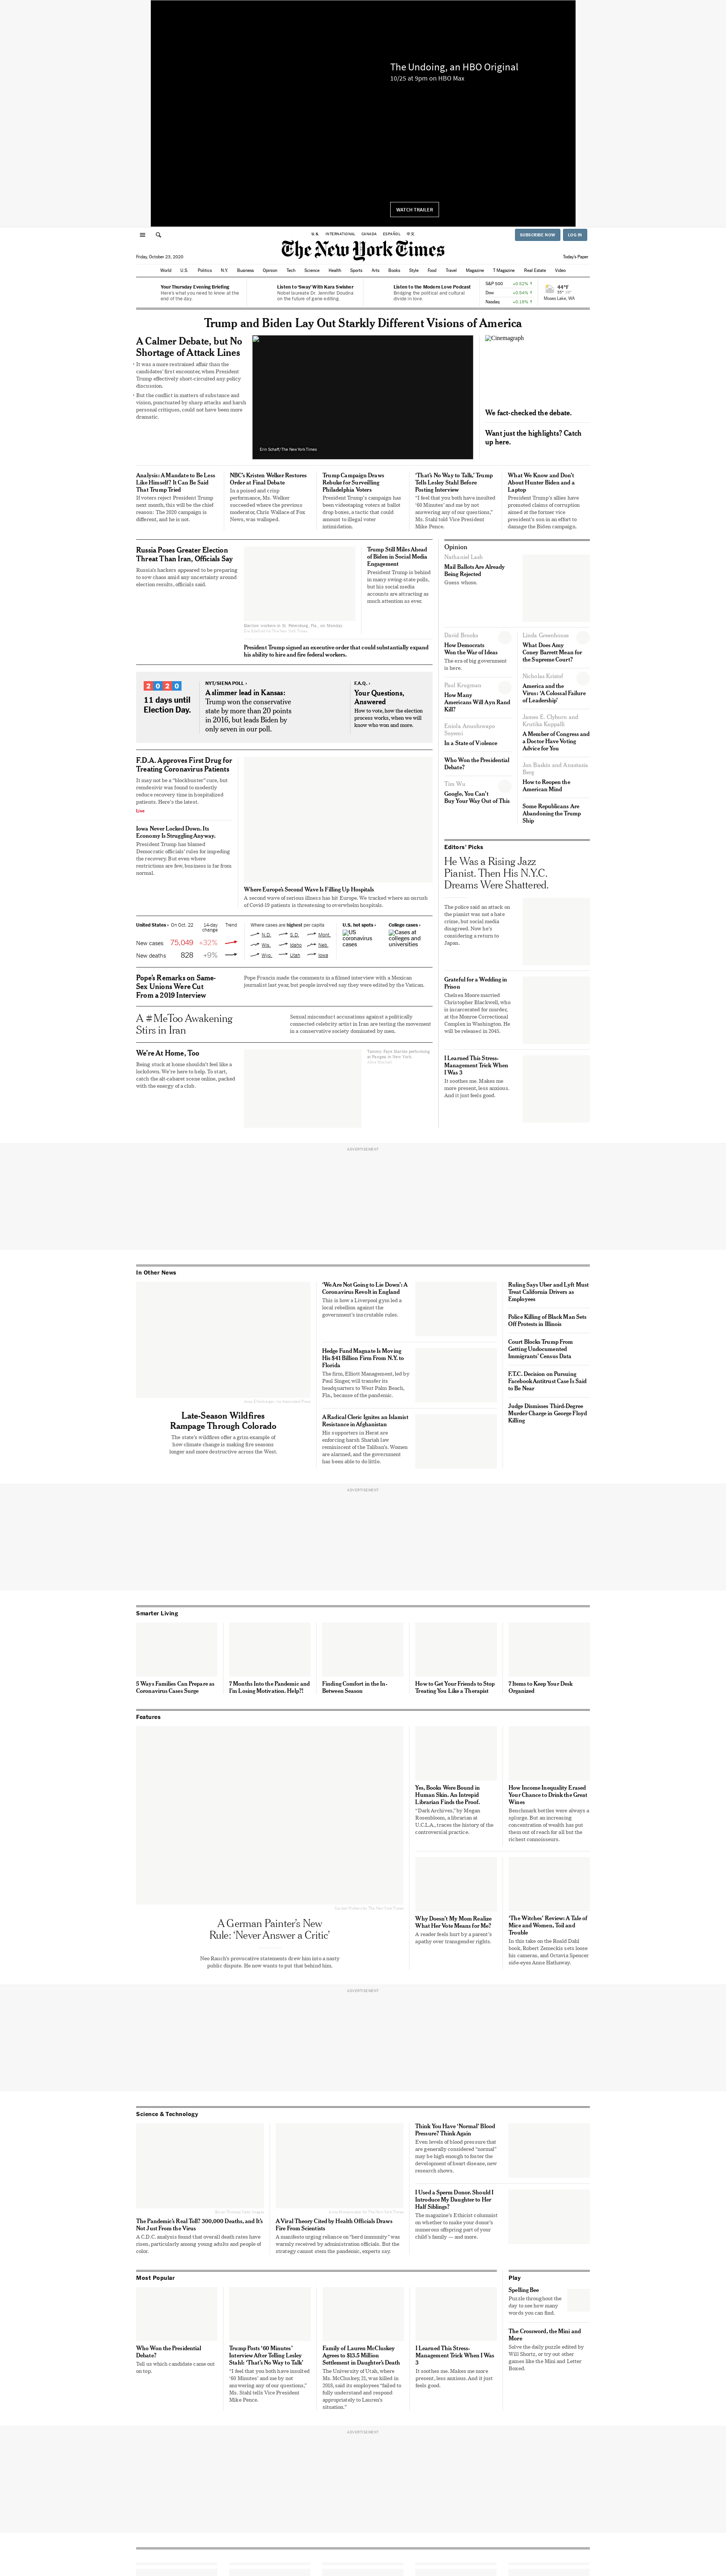 The Undoing, an HBO Original
10/25 at 9pm on HBO Max
WATCH TRAILER
U.S. INTERNATIONAL CANADA ESPAÑOL 中文
SUBSCRIBE NOW LOG IN
The New York Times
Friday, October 23, 2020
Today's Paper
World U.S. Politics N.Y. Business Opinion Tech Science Health Sports Arts Books Style Food Travel Magazine T Magazine Real Estate Video
Your Thursday Evening Briefing
Here's what you need to know at the
end of the day.
Listen to 'Sway' With Kara Swisher
Nobel laureate Dr. Jennifer Doudna
on the future of gene editing.
Listen to the Modern Love Podcast
Bridging the political and cultural
divide in love.
S&P 500 +0.52% ↑
Dow +0.54% ↑
Nasdaq +0.19% ↑
44°F
Moses Lake, WA
Trump and Biden Lay Out Starkly Different Visions of America
A Calmer Debate, but No
Shortage of Attack Lines
• It was a more restrained affair than the
candidates' first encounter, when President
Trump effectively short-circuited any policy
discussion.
• But the conflict in matters of substance and
vision, punctuated by sharp attacks and harsh
personal critiques, could not have been more
dramatic.
Erin Schaff/The New York Times
Cinemagraph
We fact-checked the debate.
Want just the highlights? Catch
up here.
Analysis: A Mandate to Be Less
Like Himself? It Can Be Said
That Trump Tried
If voters reject President Trump
next month, this will be the chief
reason: The 2020 campaign is
different, and he is not.
NBC's Kristen Welker Restores
Order at Final Debate
In a poised and crisp
performance, Ms. Welker
succeeded where the previous
moderator, Chris Wallace of Fox
News, was walloped.
Trump Campaign Draws
Rebuke for Surveilling
Philadelphia Voters
President Trump's campaign has
been videotaping voters at ballot
drop boxes, a tactic that could
amount to illegal voter
intimidation.
'That's No Way to Talk,' Trump
Tells Lesley Stahl Before
Posting Interview
"I feel that you both have insulted
'60 Minutes' and me by not
answering any of our questions,"
Ms. Stahl told Vice President
Mike Pence.
What We Know and Don't
About Hunter Biden and a
Laptop
President Trump's allies have
promoted claims of corruption
aimed at the former vice
president's son in an effort to
damage the Biden campaign.
Russia Poses Greater Election
Threat Than Iran, Officials Say
Russia's hackers appeared to be preparing
to sow chaos amid any uncertainty around
election results, officials said.
Election workers in St. Petersburg, Fla., on Monday.
Eve Edelheit for The New York Times
Trump Still Miles Ahead
of Biden in Social Media
Engagement
President Trump is behind
in many swing-state polls,
but his social media
accounts are attracting as
much attention as ever.
President Trump signed an executive order that could substantially expand
his ability to hire and fire federal workers.
2020
11 days until
Election Day.
NYT/SIENA POLL ›
A slimmer lead in Kansas:
Trump won the conservative
state by more than 20 points
in 2016, but leads Biden by
only seven in our poll.
F.A.Q. ›
Your Questions,
Answered
How to vote, how the election
process works, when we will
know who won and more.
F.D.A. Approves First Drug for
Treating Coronavirus Patients
It may not be a "blockbuster" cure, but
remdesivir was found to modestly
reduce recovery time in hospitalized
patients. Here's the latest.
LIVE
Iowa Never Locked Down. Its
Economy Is Struggling Anyway.
President Trump has blamed
Democratic officials' rules for impeding
the recovery. But even where
restrictions are few, business is far from
normal.
Where Europe's Second Wave Is Filling Up Hospitals
A second wave of serious illness has hit Europe. We tracked where an onrush
of Covid-19 patients is threatening to overwhelm hospitals.
United States › On Oct. 22 14-day
change Trend
New cases 75,049 +32%
New deaths 828 +9%
Where cases are highest per capita
N.D. S.D. Mont.
Wis. Idaho Neb.
Wyo. Utah Iowa
U.S. hot spots ›
US
coronavirus
cases
College cases ›
Cases at
colleges and
universities
Pope's Remarks on Same-
Sex Unions Were Cut
From a 2019 Interview
Pope Francis made the comments in a filmed interview with a Mexican
journalist last year, but people involved say they were edited by the Vatican.
A #MeToo Awakening
Stirs in Iran
Sexual misconduct accusations against a politically
connected celebrity artist in Iran are testing the movement
in a conservative society dominated by men.
We're At Home, Too
Being stuck at home shouldn't feel like a
lockdown. We're here to help. To start,
catch the alt-cabaret scene online, packed
with the energy of a club.
Tammy Faye Starlite performing
at Pangea in New York.
Opinion
Nathaniel Lash
Mail Ballots Are Already
Being Rejected
Guess whose.
David Brooks
How Democrats
Won the War of Ideas
The era of big government
is here.
Paul Krugman
How Many
Americans Will Ayn Rand
Kill?
Eniola Anuoluwapo
Soyemi
In a State of Violence
Who Won the Presidential
Debate?
Tim Wu
Google, You Can't
Buy Your Way Out of This
Linda Greenhouse
What Does Amy
Coney Barrett Mean for
the Supreme Court?
Nicholas Kristof
America and the
Virus: 'A Colossal Failure
of Leadership'
James E. Clyburn and
Kristika Kuppalli
A Member of Congress and
a Doctor Have Voting
Advice for You
Jen Baskin and Anastasia
Berg
How to Reopen the
American Mind
Some Republicans Are
Abandoning the Trump
Ship
Editors' Picks
He Was a Rising Jazz
Pianist. Then His N.Y.C.
Dreams Were Shattered.
The police said an attack on
the pianist was not a hate
crime, but social media
disagreed. Now he's
considering a return to
Japan.
Grateful for a Wedding in
Prison
Chelsea Moore married
Christopher Blackwell, who
is incarcerated for murder,
at the Monroe Correctional
Complex in Washington. He
will be released in 2045.
I Learned This Stress-
Management Trick When
I Was 3
It soothes me. Makes me
more present, less anxious.
And it just feels good.
ADVERTISEMENT
In Other News
Late-Season Wildfires
Rampage Through Colorado
The state's wildfires offer a grim example of
how climate change is making fire seasons
longer and more destructive across the West.
'We Are Not Going to Lie Down': A
Coronavirus Revolt in England
This is how a Liverpool gym led a
local rebellion against the
government's inscrutable rules.
Hedge Fund Magnate Is Moving
His $41 Billion Firm From N.Y. to
Florida
The firm, Elliott Management, led by
Paul Singer, will transfer its
headquarters to West Palm Beach,
Fla., because of the pandemic.
A Radical Cleric Ignites an Islamist
Resistance in Afghanistan
His supporters in Herat are
enforcing harsh Shariah law
reminiscent of the Taliban's. Women
are alarmed, and the government
has been able to do little.
Ruling Says Uber and Lyft Must
Treat California Drivers as
Employees
Police Killing of Black Man Sets
Off Protests in Illinois
Court Blocks Trump From
Getting Undocumented
Immigrants' Census Data
F.T.C. Decision on Pursuing
Facebook Antitrust Case Is Said
to Be Near
Judge Dismisses Third-Degree
Murder Charge in George Floyd
Killing
ADVERTISEMENT
Smarter Living
5 Ways Families Can Prepare as
Coronavirus Cases Surge
7 Months Into the Pandemic and
I'm Losing Motivation. Help?!
Finding Comfort in the In-
Between Season
How to Get Your Friends to Stop
Treating You Like a Therapist
7 Items to Keep Your Desk
Organized
Features
A German Painter's New
Rule: 'Never Answer a Critic'
Neo Rauch's provocative statements drew him into a nasty
public dispute. He now wants to put that behind him.
Yes, Books Were Bound in
Human Skin. An Intrepid
Librarian Finds the Proof.
"Dark Archives," by Megan
Rosenbloom, a librarian at
U.C.L.A., traces the history of the
controversial practice.
How Income Inequality Erased
Your Chance to Drink the Great
Wines
Benchmark bottles were always a
splurge. But an increasing
concentration of wealth has put
them out of reach for all but the
richest connoisseurs.
Why Doesn't My Mom Realize
What Her Vote Means for Me?
A reader feels hurt by a parent's
apathy over transgender rights.
'The Witches' Review: A Tale of
Mice and Women, Toil and
Trouble
In this take on the Roald Dahl
book, Robert Zemeckis sets loose
his cameras, and Octavia Spencer
side-eyes Anne Hathaway.
ADVERTISEMENT
Science & Technology
The Pandemic's Real Toll? 300,000 Deaths, and It's
Not Just From the Virus
A C.D.C. analysis found that overall death rates have
risen, particularly among young adults and people of
color.
A Viral Theory Cited by Health Officials Draws
Fire From Scientists
A manifesto urging reliance on "herd immunity" was
warmly received by administration officials. But the
strategy cannot stem the pandemic, experts say.
Think You Have 'Normal' Blood
Pressure? Think Again
Even levels of blood pressure that
are generally considered "normal"
may be high enough to foster the
development of heart disease, new
research shows.
I Used a Sperm Donor. Should I
Introduce My Daughter to Her
Half Siblings?
The magazine's Ethicist columnist
on whether to make your donor's
numerous offspring part of your
child's family — and more.
Most Popular
Who Won the Presidential
Debate?
Tell us which candidate came out
on top.
Trump Posts '60 Minutes'
Interview After Telling Lesley
Stahl: 'That's No Way to Talk'
"I feel that you both have insulted
'60 Minutes' and me by not
answering any of our questions,"
Ms. Stahl tells Vice President
Mike Pence.
Family of Lauren McCluskey
Agrees to $13.5 Million
Settlement in Daughter's Death
The University of Utah, where
Ms. McCluskey, 21, was killed in
2018, said its employees "failed to
fully understand and respond
appropriately to Lauren's
situation."
I Learned This Stress-
Management Trick When I Was
3
It soothes me. Makes me more
present, less anxious. And it just
feels good.
Play
Spelling Bee
Puzzle throughout the
day to see how many
words you can find.
The Crossword, the Mini and
More
Solve the daily puzzle edited by
Will Shortz, or try out other
games like the Mini and Letter
Boxed.
ADVERTISEMENT